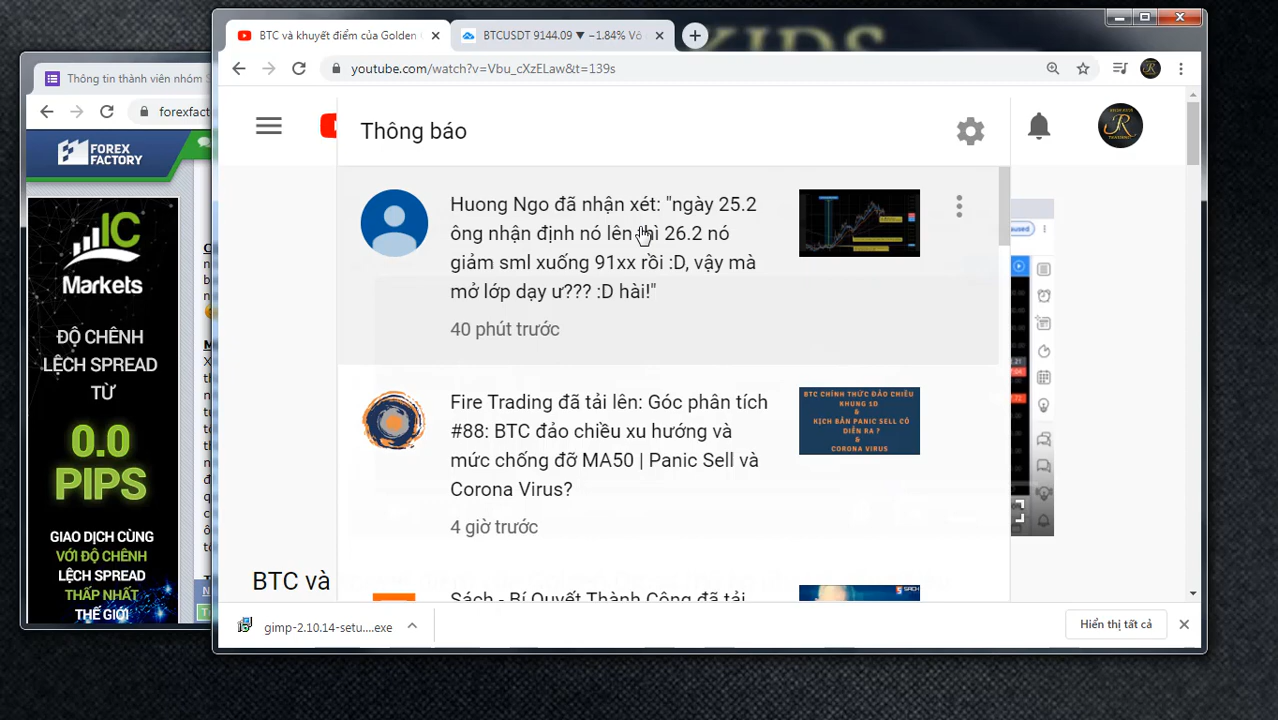 KIDS
BTC và khuyết điểm của Golden
BTCUSDT 9144.09 ▼ −1.84% Vô
Thông tin thành viên nhóm S
youtube.com/watch?v=Vbu_cXzELaw&t=139s
forexfact
FOREX
FACTORY
Thông báo
Huong Ngo đã nhận xét: "ngày 25.2
ông nhận định nó lên thì 26.2 nó
giảm sml xuống 91xx rồi :D, vậy mà
mở lớp dạy ư??? :D hài!"
40 phút trước
Fire Trading đã tải lên: Góc phân tích
#88: BTC đảo chiều xu hướng và
mức chống đỡ MA50 | Panic Sell và
Corona Virus?
4 giờ trước
BTC CHÍNH THỨC ĐẢO CHIỀU
KHUNG 1D
&
KỊCH BẢN PANIC SELL CÓ
DIỄN RA ?
&
CORONA VIRUS
Sách - Bí Quyết Thành Công đã tải
BTC và
IC
Markets
ĐỘ CHÊNH
LỆCH SPREAD
TỪ
0.0
PIPS
GIAO DỊCH CÙNG
VỚI ĐỘ CHÊNH
LỆCH SPREAD
THẤP NHẤT
THẾ GIỚI
gimp-2.10.14-setu....exe
Hiển thị tất cả